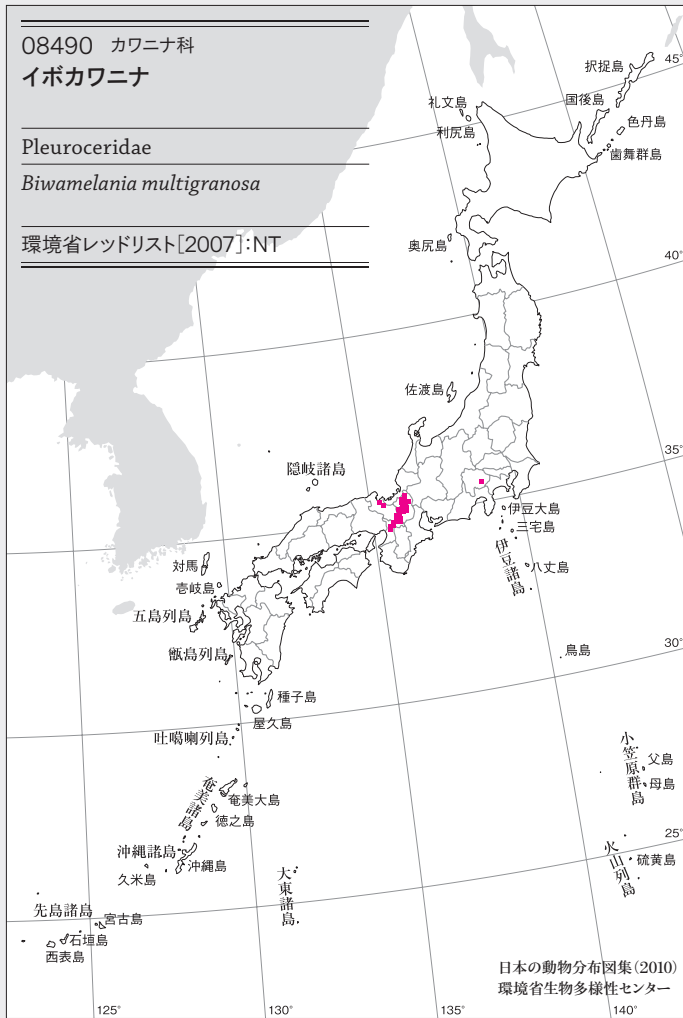 08490 カワニナ科
イボカワニナ
Pleuroceridae
Biwamelania multigranosa
環境省レッドリスト[2007]:NT
択捉島
45°
国後島
礼文島
色丹島
利尻島
歯舞群島
奥尻島
40°
佐渡島
35°
隠岐諸島
伊豆大島
三宅島
伊豆諸島
八丈島
対馬
壱岐島
五島列島
甑島列島
鳥島
30°
種子島
屋久島
吐噶喇列島
小笠原群島
父島
母島
奄美諸島
奄美大島
徳之島
25°
沖縄諸島
沖縄島
久米島
火山列島
硫黄島
大東諸島
先島諸島
宮古島
石垣島
西表島
日本の動物分布図集(2010)
環境省生物多様性センター
125°
130°
135°
140°